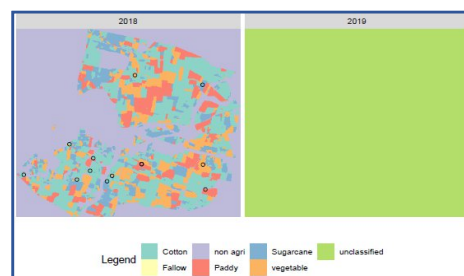 2018 2019
Legend
Cotton non agri Sugarcane unclassified
Fallow Paddy vegetable